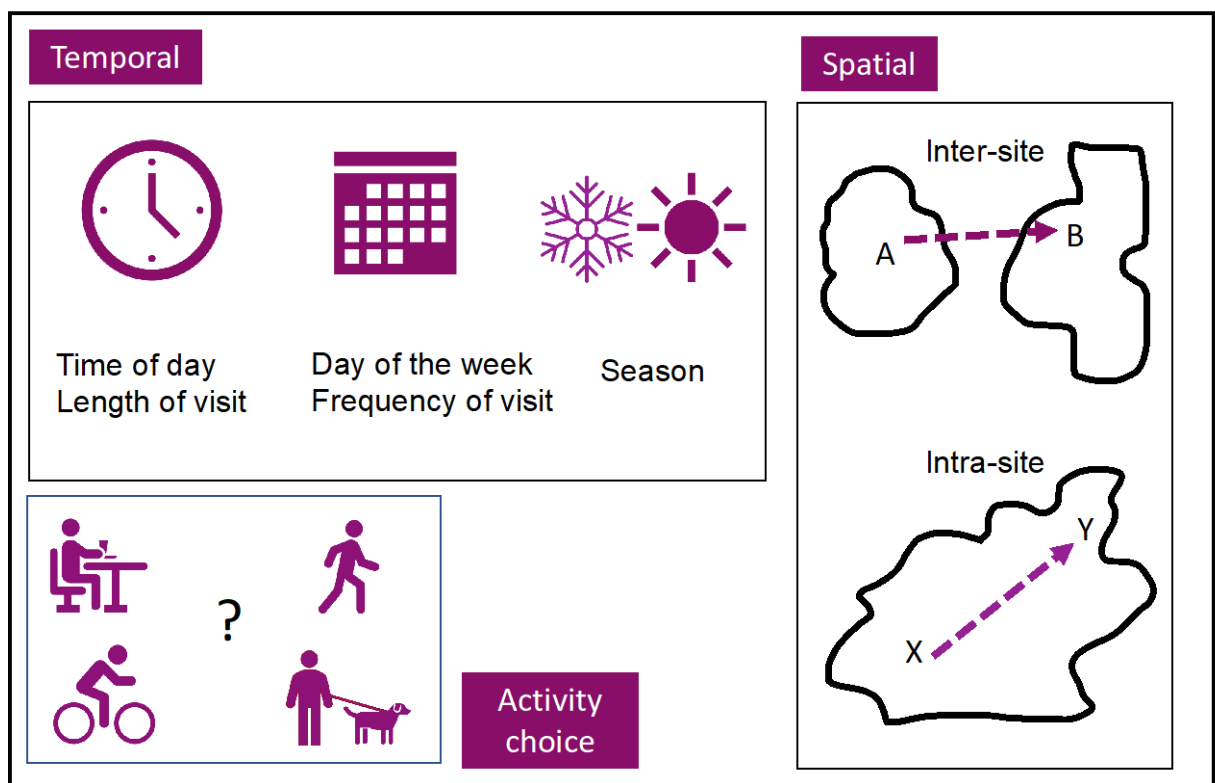 Temporal
Time of day
Length of visit
Day of the week
Frequency of visit
Season
Spatial
Inter-site
A
B
Intra-site
X
Y
?
Activity
choice